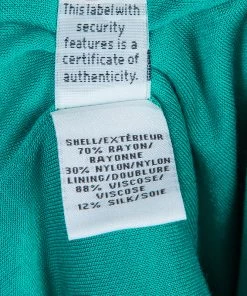 This label with
security
features is a
certificate of
authenticity.
SHELL/EXTÉRIEUR
70% RAYON/
RAYONNE
30% NYLON/NYLON
LINING/DOUBLURE
88% VISCOSE/
VISCOSE
12% SILK/SOIE